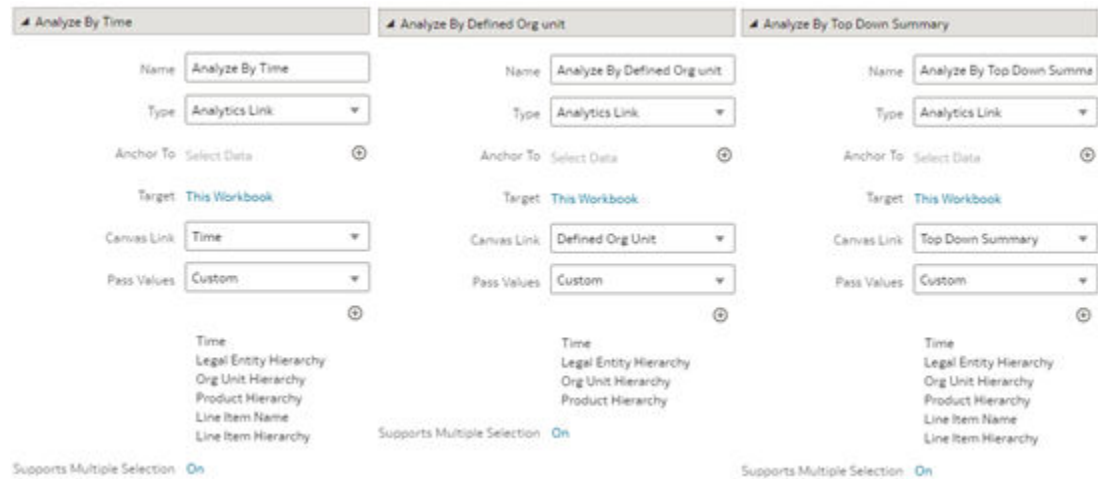 Analyze By Time
Name Analyze By Time
Type Analytics Link
Anchor To Select Data
Target This Workbook
Canvas Link Time
Pass Values Custom
Time
Legal Entity Hierarchy
Org Unit Hierarchy
Product Hierarchy
Line Item Name
Line Item Hierarchy
Supports Multiple Selection On
Analyze By Defined Org unit
Name Analyze By Defined Org unit
Type Analytics Link
Anchor To Select Data
Target This Workbook
Canvas Link Defined Org Unit
Pass Values Custom
Time
Legal Entity Hierarchy
Org Unit Hierarchy
Product Hierarchy
Supports Multiple Selection On
Analyze By Top Down Summary
Name Analyze By Top Down Summa
Type Analytics Link
Anchor To Select Data
Target This Workbook
Canvas Link Top Down Summary
Pass Values Custom
Time
Legal Entity Hierarchy
Org Unit Hierarchy
Product Hierarchy
Line Item Name
Line Item Hierarchy
Supports Multiple Selection On